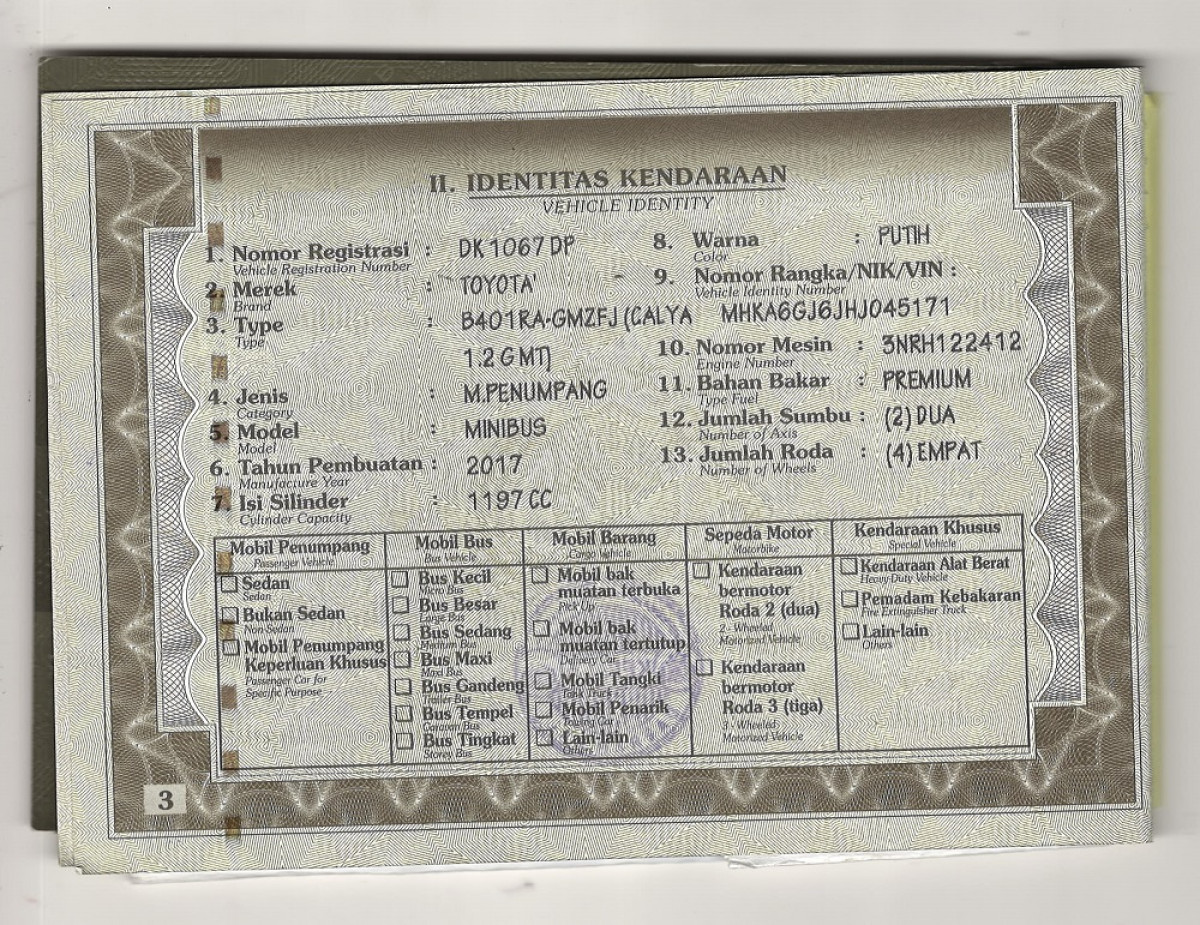 II. IDENTITAS KENDARAAN
VEHICLE IDENTITY
1. Nomor Registrasi : DK 1067 DP
Vehicle Registration Number
2. Merek : TOYOTA
Brand
3. Type : B401RA-GMZFJ (CALYA
Type
1.2 G MT)
4. Jenis : M.PENUMPANG
Category
5. Model : MINIBUS
Model
6. Tahun Pembuatan : 2017
Manufacture Year
7. Isi Silinder : 1197 CC
Cylinder Capacity
8. Warna : PUTIH
Color
9. Nomor Rangka/NIK/VIN :
Vehicle Identity Number
MHKA6GJ6JHJ045171
10. Nomor Mesin : 3NRH122412
Engine Number
11. Bahan Bakar : PREMIUM
Type Fuel
12. Jumlah Sumbu : (2) DUA
Number of Axis
13. Jumlah Roda : (4) EMPAT
Number of Wheels
Mobil Penumpang
Passenger Vehicle
Sedan
Sedan
Bukan Sedan
Non Sedan
Mobil Penumpang
Keperluan Khusus
Passenger Car for
Specific Purpose
Mobil Bus
Bus Vehicle
Bus Kecil
Micro Bus
Bus Besar
Large Bus
Bus Sedang
Medium Bus
Bus Maxi
Maxi Bus
Bus Gandeng
Trailer Bus
Bus Tempel
Caravan Bus
Bus Tingkat
Storey Bus
Mobil Barang
Cargo Vehicle
Mobil bak
muatan terbuka
Pick Up
Mobil bak
muatan tertutup
Delivery Car
Mobil Tangki
Tank Truck
Mobil Penarik
Towing Car
Lain-lain
Others
Sepeda Motor
Motorbike
Kendaraan
bermotor
Roda 2 (dua)
2 - Wheeled
Motorized Vehicle
Kendaraan
bermotor
Roda 3 (tiga)
3 - Wheeled
Motorized Vehicle
Kendaraan Khusus
Special Vehicle
Kendaraan Alat Berat
Heavy Duty Vehicle
Pemadam Kebakaran
Fire Extinguisher Truck
Lain-lain
Others
3